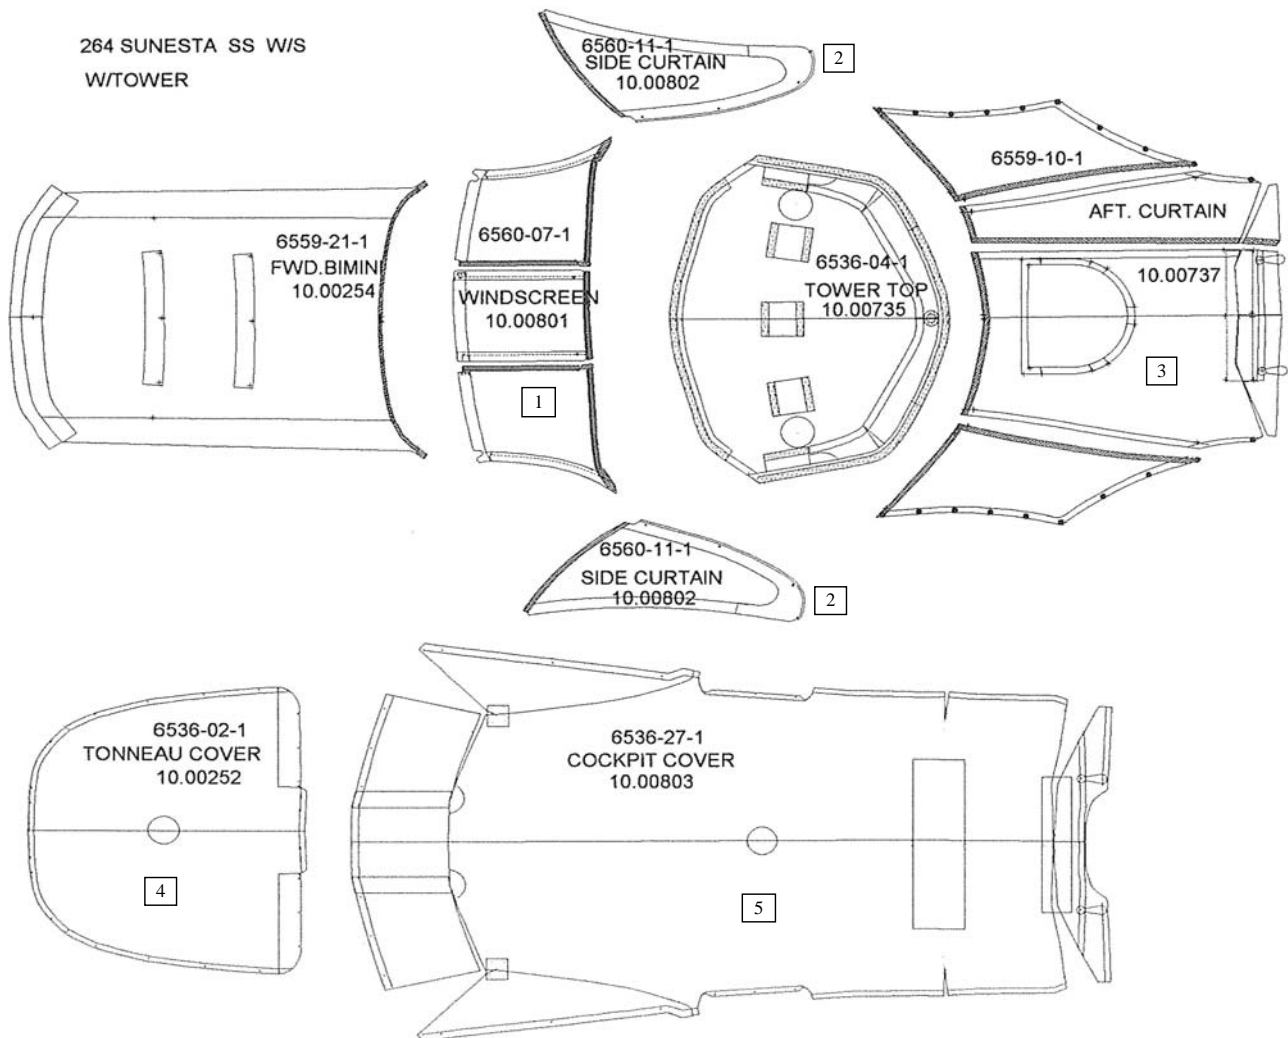 264 SUNESTA SS W/S
W/TOWER
6560-11-1
SIDE CURTAIN
10.00802
2
6559-21-1
FWD.BIMINI
10.00254
6560-07-1
WINDSCREEN
10.00801
1
6536-04-1
TOWER TOP
10.00735
6559-10-1
AFT. CURTAIN
10.00737
3
6560-11-1
SIDE CURTAIN
10.00802
2
6536-02-1
TONNEAU COVER
10.00252
4
6536-27-1
COCKPIT COVER
10.00803
5